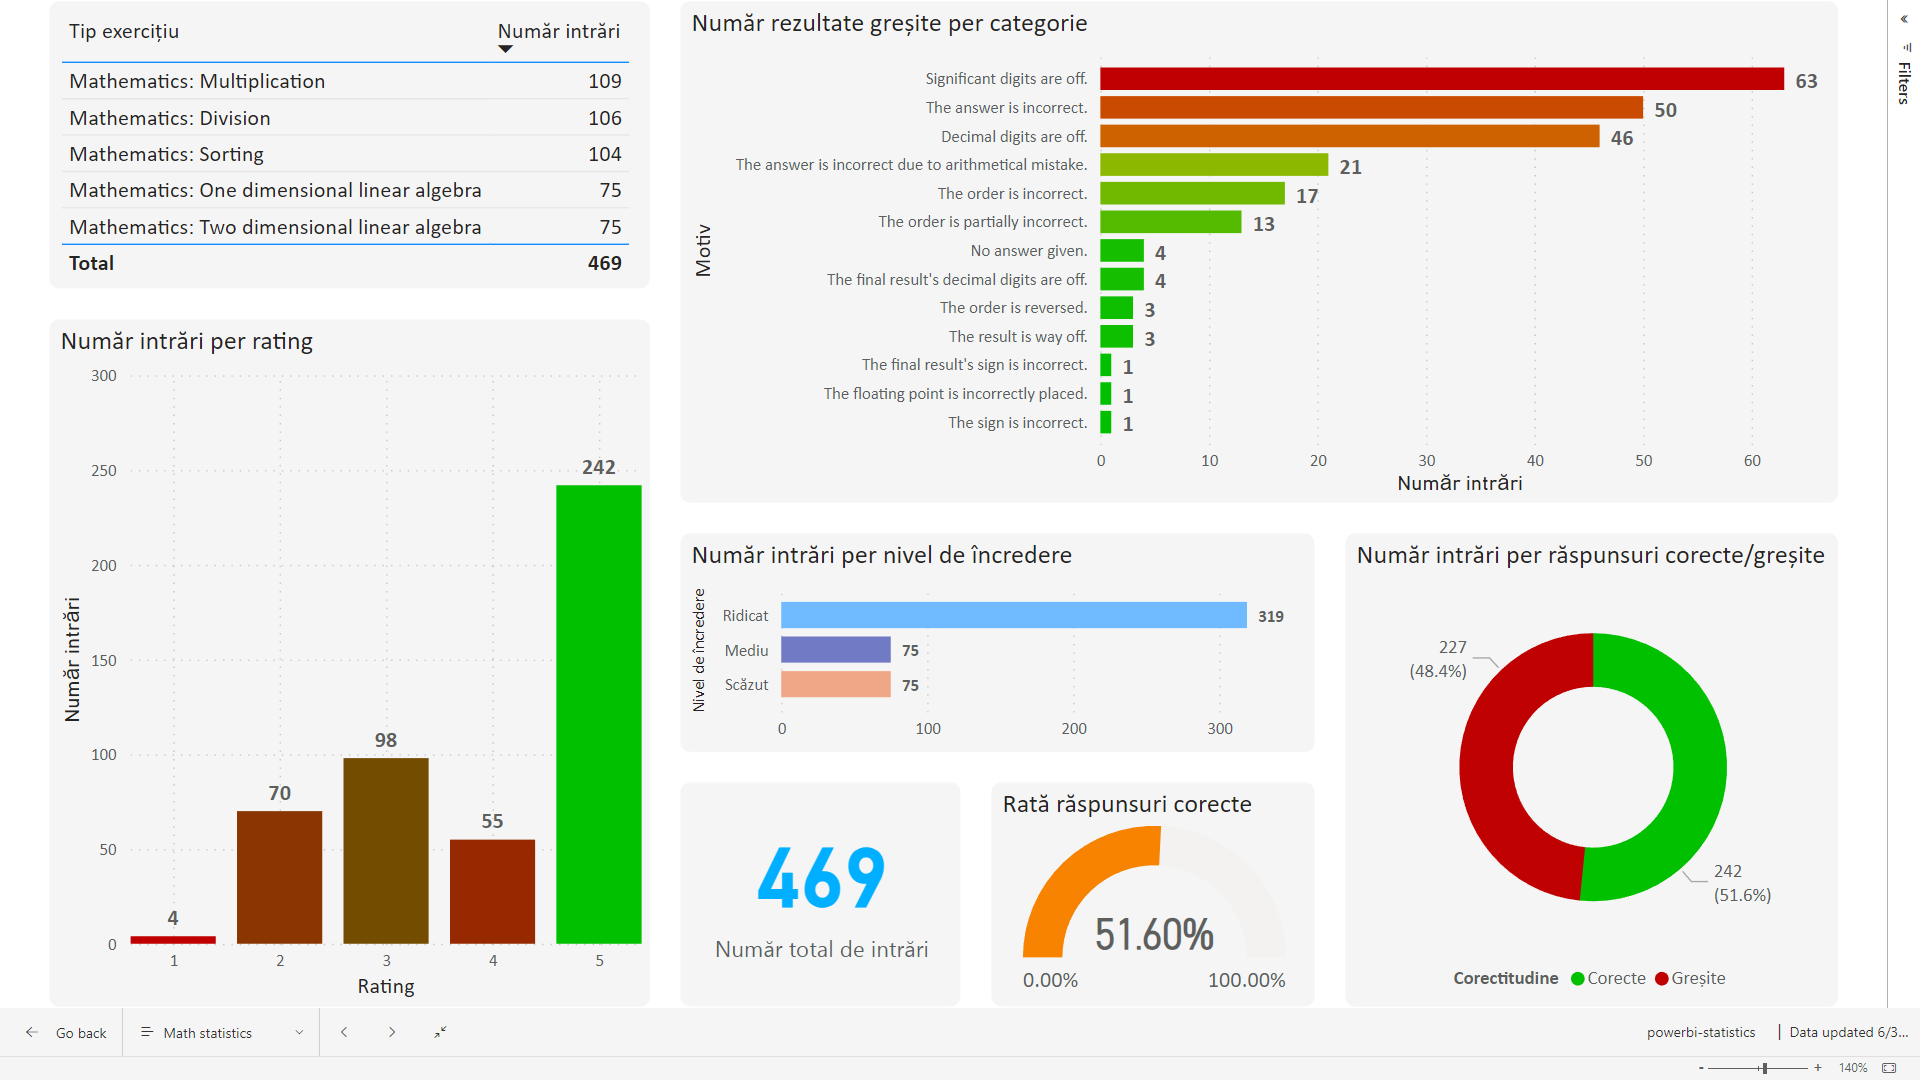 Tip exercițiu Număr intrări
Mathematics: Multiplication 109
Mathematics: Division 106
Mathematics: Sorting 104
Mathematics: One dimensional linear algebra 75
Mathematics: Two dimensional linear algebra 75
Total 469
Număr intrări per rating
300
250
200
150
100
50
0
Număr intrări
4
70
98
55
242
1 2 3 4 5
Rating
Număr rezultate greșite per categorie
Motiv
Significant digits are off. 63
The answer is incorrect. 50
Decimal digits are off. 46
The answer is incorrect due to arithmetical mistake. 21
The order is incorrect. 17
The order is partially incorrect. 13
No answer given. 4
The final result's decimal digits are off. 4
The order is reversed. 3
The result is way off. 3
The final result's sign is incorrect. 1
The floating point is incorrectly placed. 1
The sign is incorrect. 1
0 10 20 30 40 50 60
Număr intrări
Număr intrări per nivel de încredere
Nivel de încredere
Ridicat 319
Mediu 75
Scăzut 75
0 100 200 300
469
Număr total de intrări
Rată răspunsuri corecte
51.60%
0.00% 100.00%
Număr intrări per răspunsuri corecte/greșite
227
(48.4%)
242
(51.6%)
Corectitudine Corecte Greșite
Filters
Go back Math statistics powerbi-statistics | Data updated 6/3...
- + 140%